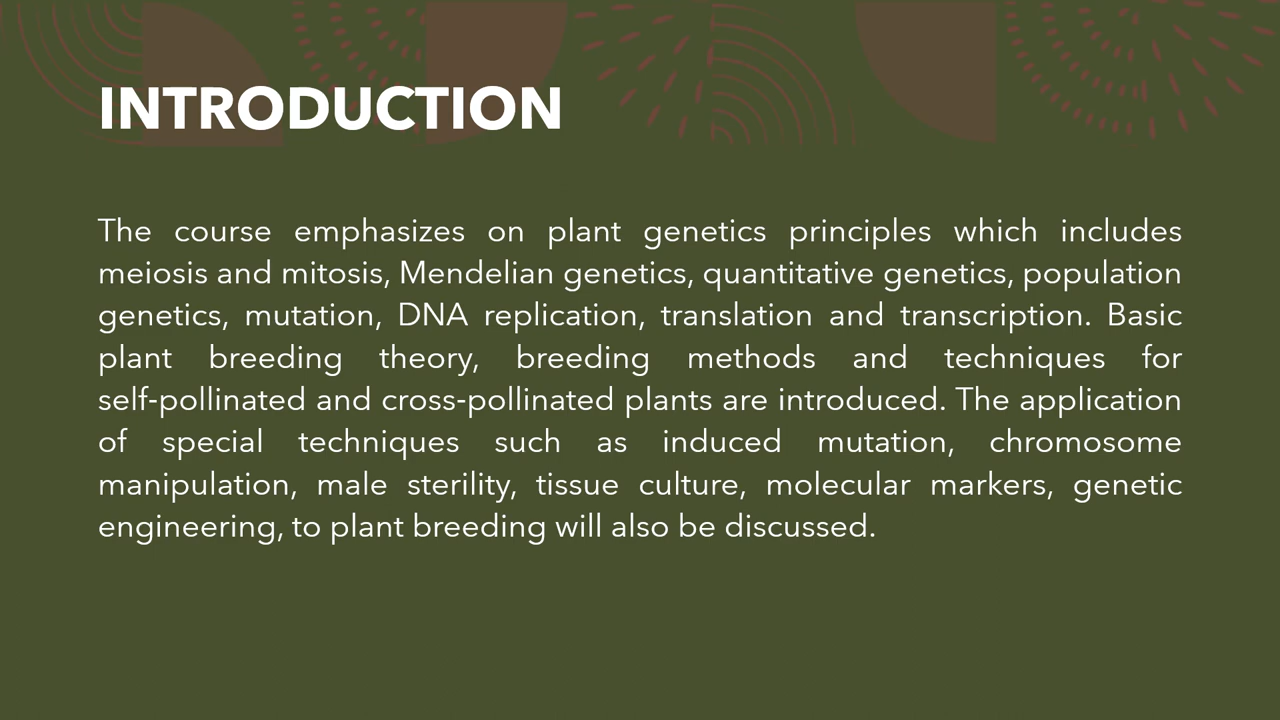 INTRODUCTION
The course emphasizes on plant genetics principles which includes
meiosis and mitosis, Mendelian genetics, quantitative genetics, population
genetics, mutation, DNA replication, translation and transcription. Basic
plant breeding theory, breeding methods and techniques for
self-pollinated and cross-pollinated plants are introduced. The application
of special techniques such as induced mutation, chromosome
manipulation, male sterility, tissue culture, molecular markers, genetic
engineering, to plant breeding will also be discussed.